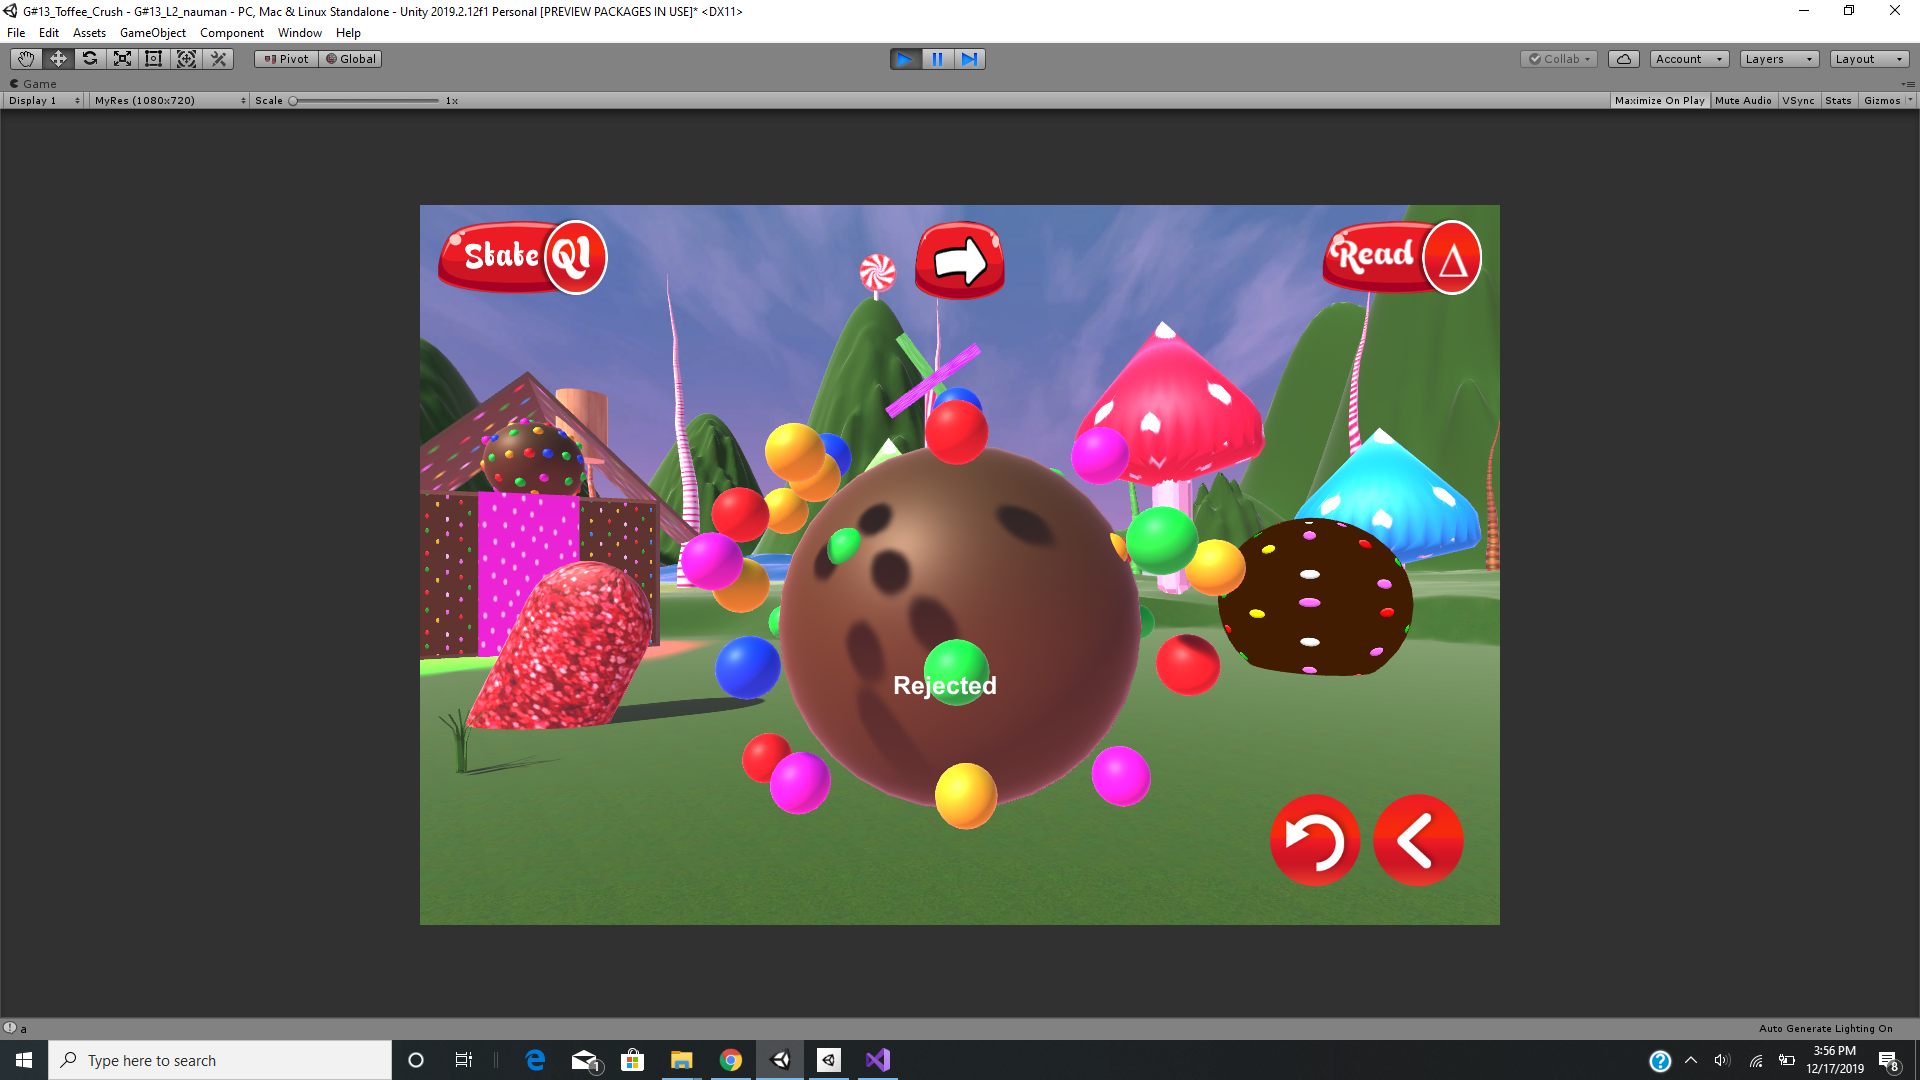 G#13_Toffee_Crush - G#13_L2_nauman - PC, Mac & Linux Standalone - Unity 2019.2.12f1 Personal [PREVIEW PACKAGES IN USE]* <DX11>
File Edit Assets GameObject Component Window Help
Pivot Global Collab Account Layers Layout
Game
Display 1 MyRes (1080x720) Scale 1x Maximize On Play Mute Audio VSync Stats Gizmos
State Q1 Read Δ
Rejected
a Auto Generate Lighting On
Type here to search 1 3:56 PM
12/17/2019 8